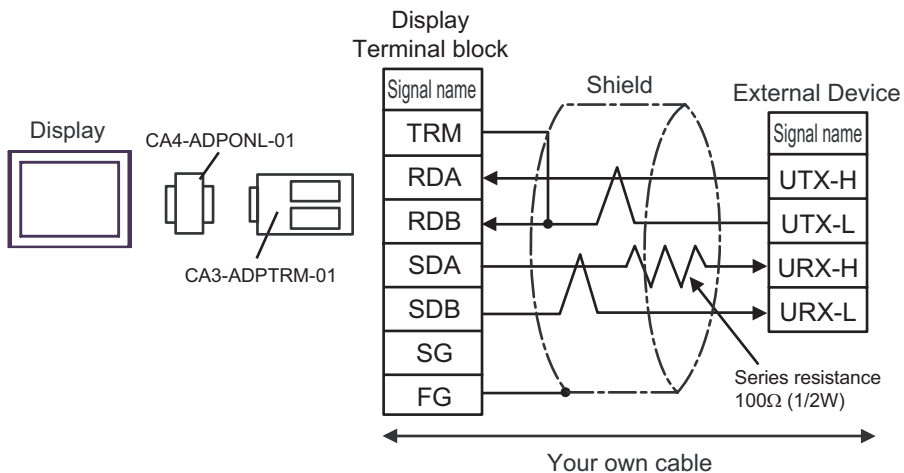 Display
Terminal block
Signal name
TRM
RDA
RDB
SDA
SDB
SG
FG
Shield
External Device
Signal name
UTX-H
UTX-L
URX-H
URX-L
Display
CA4-ADPONL-01
CA3-ADPTRM-01
Series resistance
100Ω (1/2W)
Your own cable